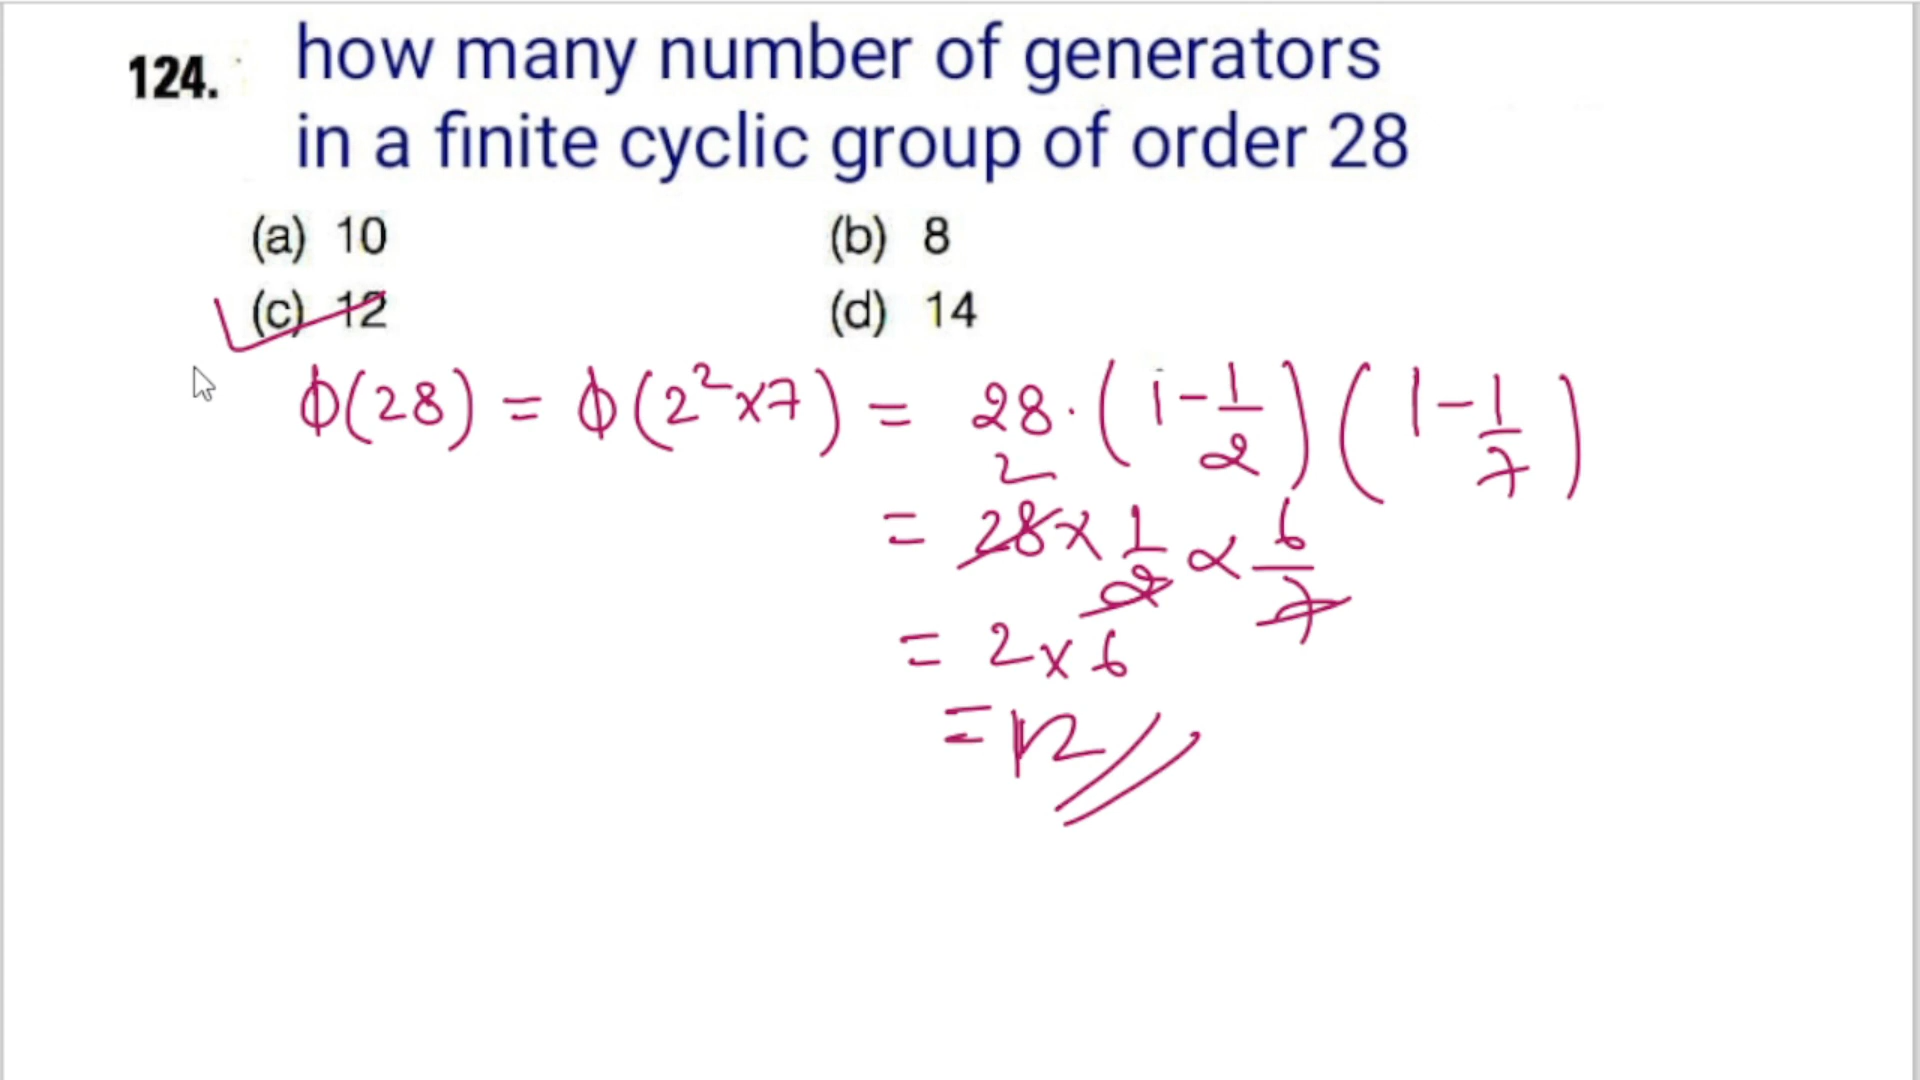 124. how many number of generators
in a finite cyclic group of order 28
(a) 10 (b) 8
(c) 12 (d) 14
ϕ(28) = ϕ(2²×7) = 28·(1-1/2)(1-1/7)
2
= 28 × 1/2 × 6/7
= 2×6
= 12